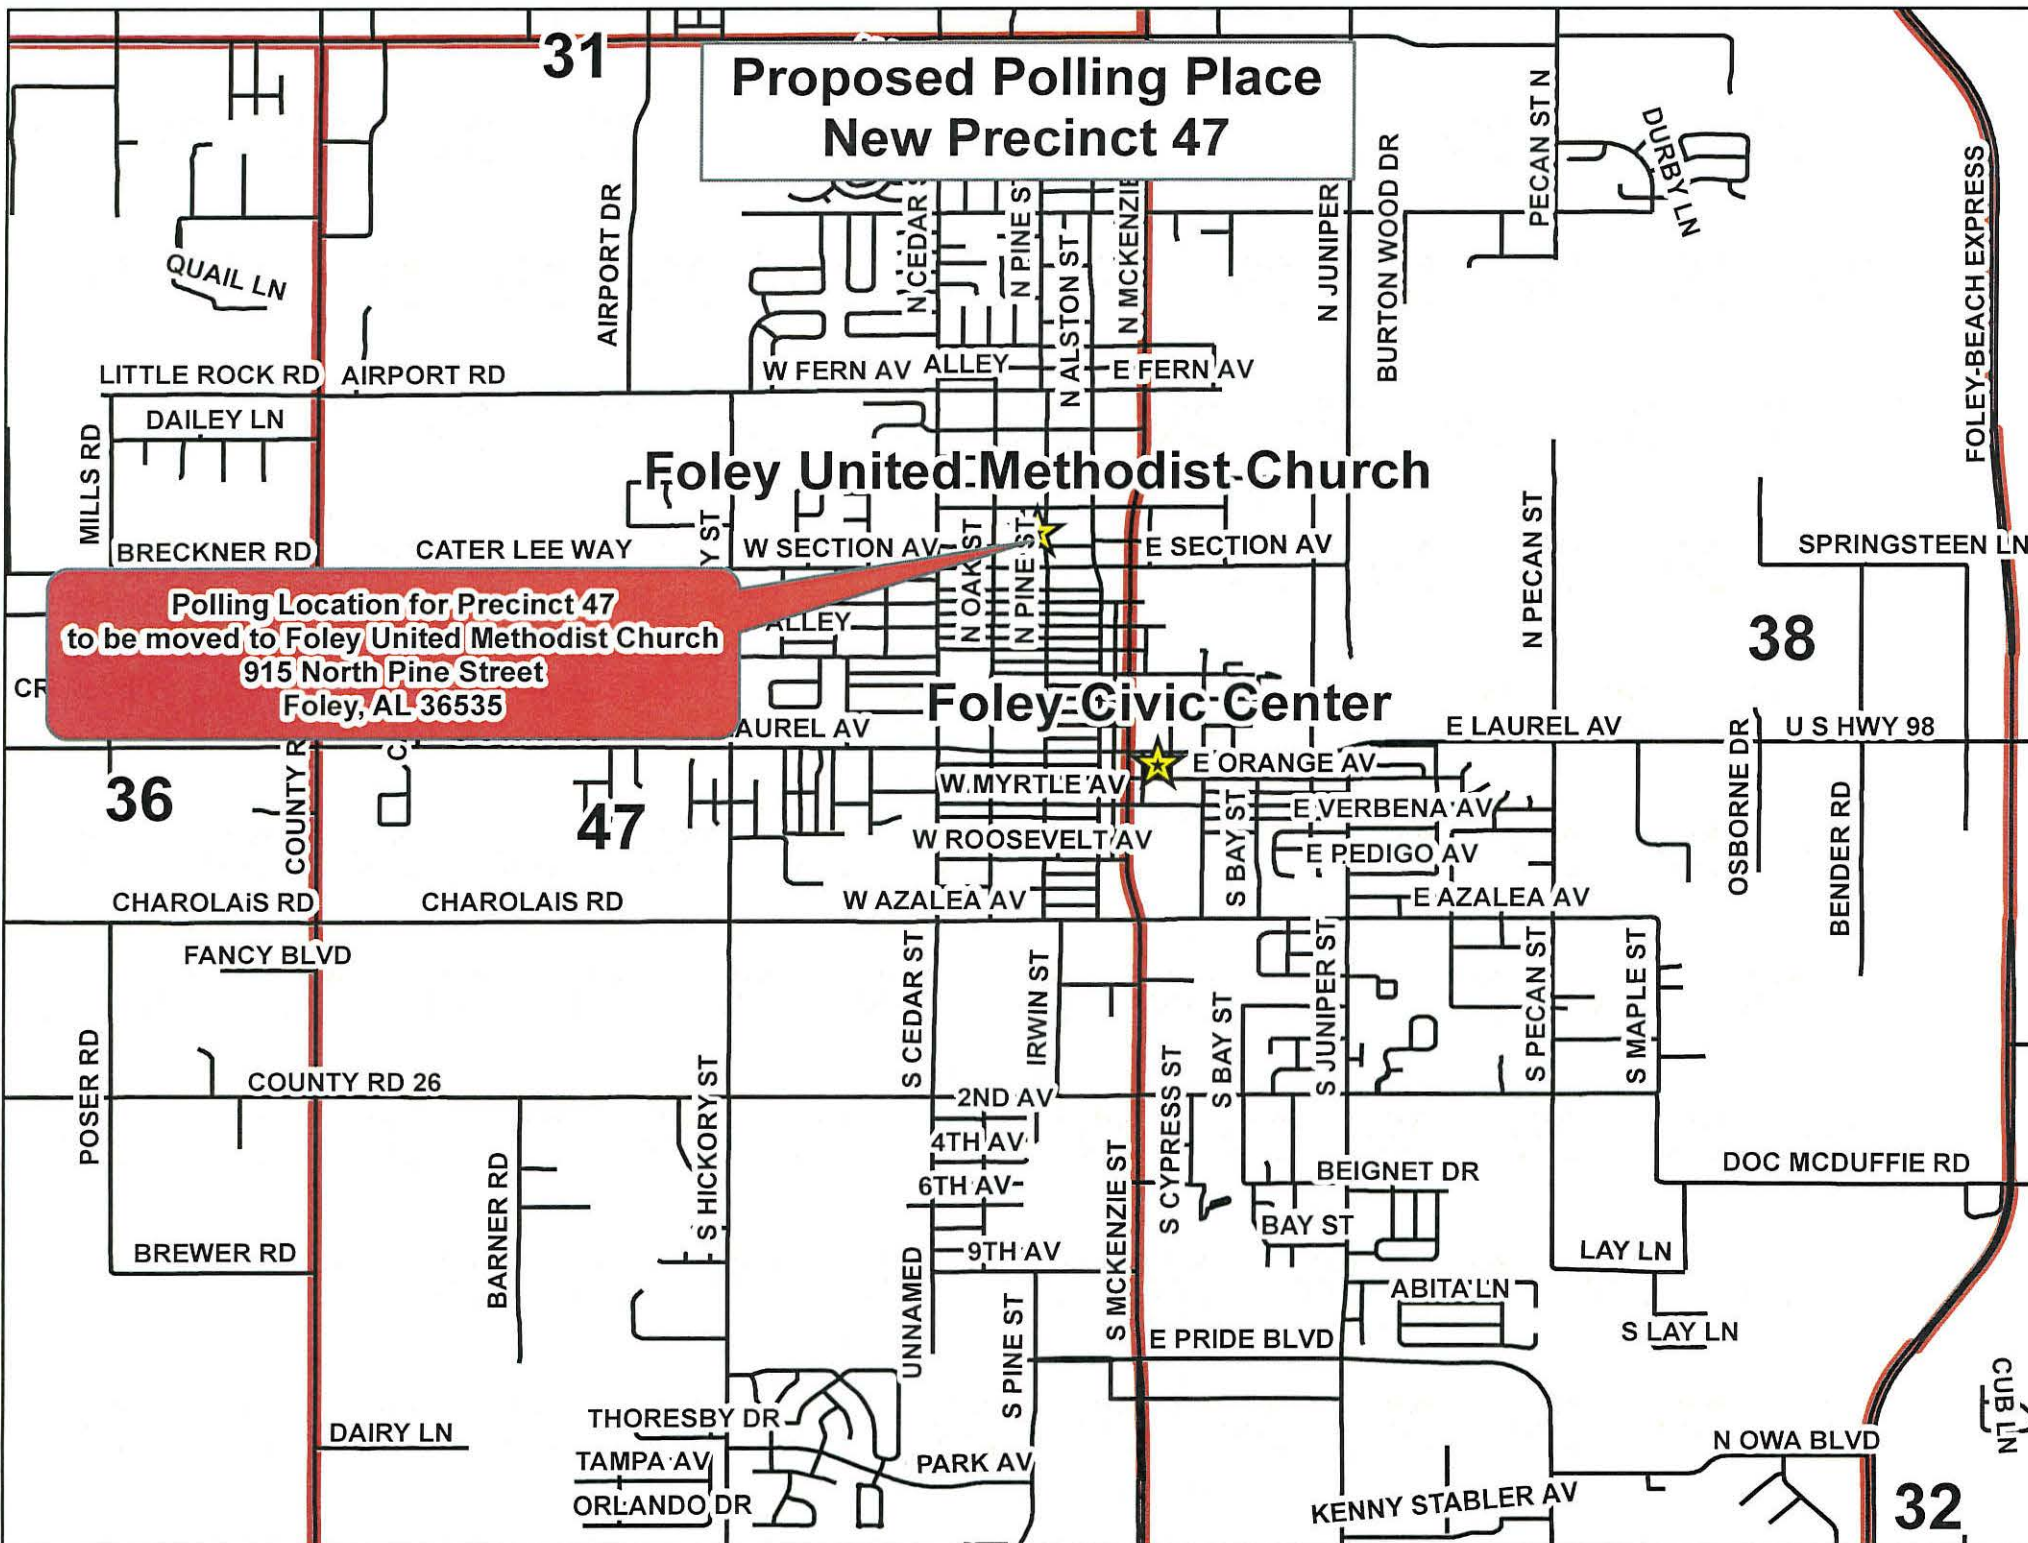 31
Proposed Polling Place
New Precinct 47
PECAN ST N
DURBY LN
FOLEY-BEACH EXPRESS
AIRPORT DR
N CEDAR S
N PINE ST
N ALSTON ST
N MCKENZIE
N JUNIPER
BURTON WOOD DR
QUAIL LN
LITTLE ROCK RD
AIRPORT RD
W FERN AV
ALLEY
E FERN AV
DAILEY LN
MILLS RD
Foley United Methodist Church
BRECKNER RD
CATER LEE WAY
Y ST
W SECTION AV
N OAK ST
N PINE ST
E SECTION AV
N PECAN ST
SPRINGSTEEN LN
Polling Location for Precinct 47
to be moved to Foley United Methodist Church
915 North Pine Street
Foley, AL 36535
ALLEY
38
CR
Foley Civic Center
AUREL AV
E LAUREL AV
OSBORNE DR
U S HWY 98
36
COUNTY R
C
47
W MYRTLE AV
E ORANGE AV
E VERBENA AV
S BAY ST
W ROOSEVELT AV
E PEDIGO AV
BENDER RD
CHAROLAiS RD
CHAROLAIS RD
W AZALEA AV
E AZALEA AV
FANCY BLVD
S CEDAR ST
IRWIN ST
S JUNIPER ST
S PECAN ST
S MAPLE ST
POSER RD
COUNTY RD 26
S HICKORY ST
2ND AV
4TH AV
6TH AV
9TH AV
S CYPRESS ST
S BAY ST
BEIGNET DR
DOC MCDUFFIE RD
BARNER RD
S MCKENZIE ST
BAY ST
BREWER RD
LAY LN
UNNAMED
S PINE ST
ABITA LN
E PRIDE BLVD
S LAY LN
CUB LN
THORESBY DR
DAIRY LN
TAMPA AV
PARK AV
N OWA BLVD
ORLANDO DR
KENNY STABLER AV
32